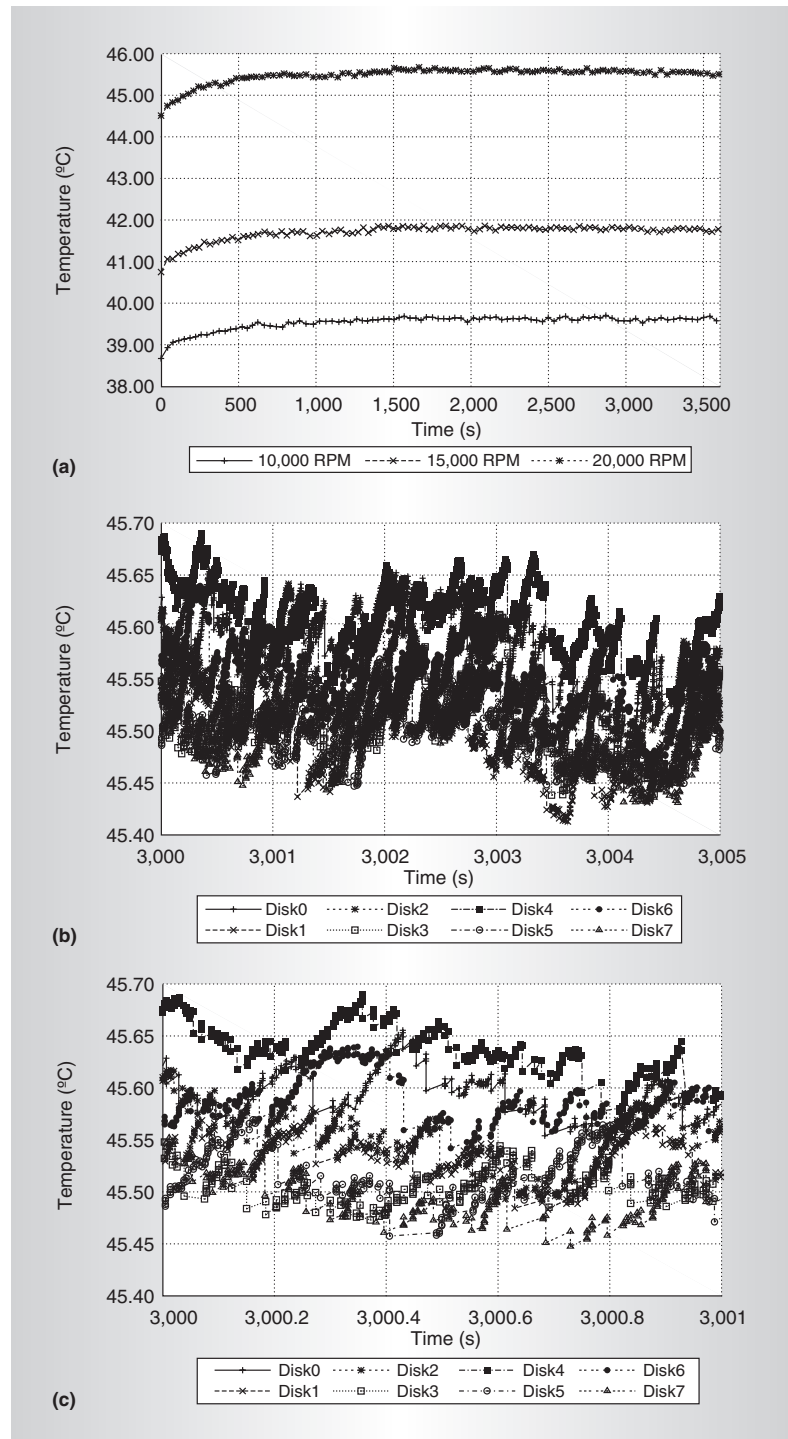 46.00
45.00
44.00
43.00
42.00
41.00
40.00
39.00
38.00
Temperature (ºC)
0 500 1,000 1,500 2,000 2,500 3,000 3,500
Time (s)
10,000 RPM 15,000 RPM 20,000 RPM
(a)
45.70
45.65
45.60
45.55
45.50
45.45
45.40
Temperature (ºC)
3,000 3,001 3,002 3,003 3,004 3,005
Time (s)
Disk0 Disk2 Disk4 Disk6
Disk1 Disk3 Disk5 Disk7
(b)
45.70
45.65
45.60
45.55
45.50
45.45
45.40
Temperature (ºC)
3,000 3,000.2 3,000.4 3,000.6 3,000.8 3,001
Time (s)
Disk0 Disk2 Disk4 Disk6
Disk1 Disk3 Disk5 Disk7
(c)